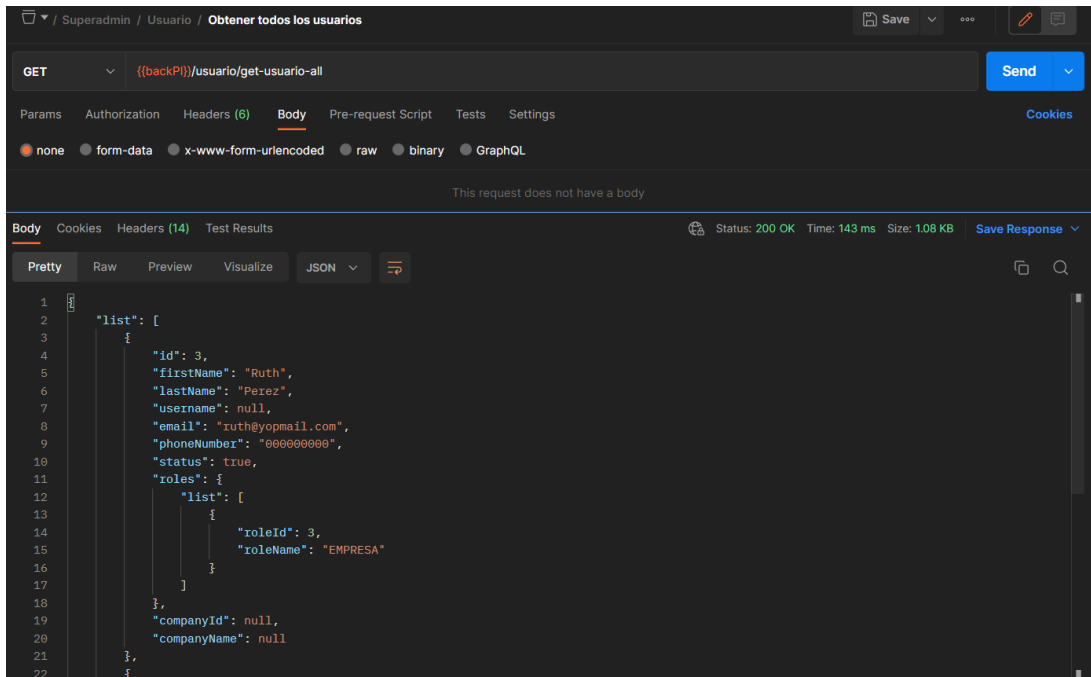 / Superadmin / Usuario / Obtener todos los usuarios Save
GET {{backPI}}/usuario/get-usuario-all Send
Params Authorization Headers (6) Body Pre-request Script Tests Settings Cookies
none form-data x-www-form-urlencoded raw binary GraphQL
This request does not have a body
Body Cookies Headers (14) Test Results Status: 200 OK Time: 143 ms Size: 1.08 KB Save Response
Pretty Raw Preview Visualize JSON
1 {
2 "list": [
3 {
4 "id": 3,
5 "firstName": "Ruth",
6 "lastName": "Perez",
7 "username": null,
8 "email": "ruth@yopmail.com",
9 "phoneNumber": "000000000",
10 "status": true,
11 "roles": {
12 "list": [
13 {
14 "roleId": 3,
15 "roleName": "EMPRESA"
16 }
17 ]
18 },
19 "companyId": null,
20 "companyName": null
21 },
22 {